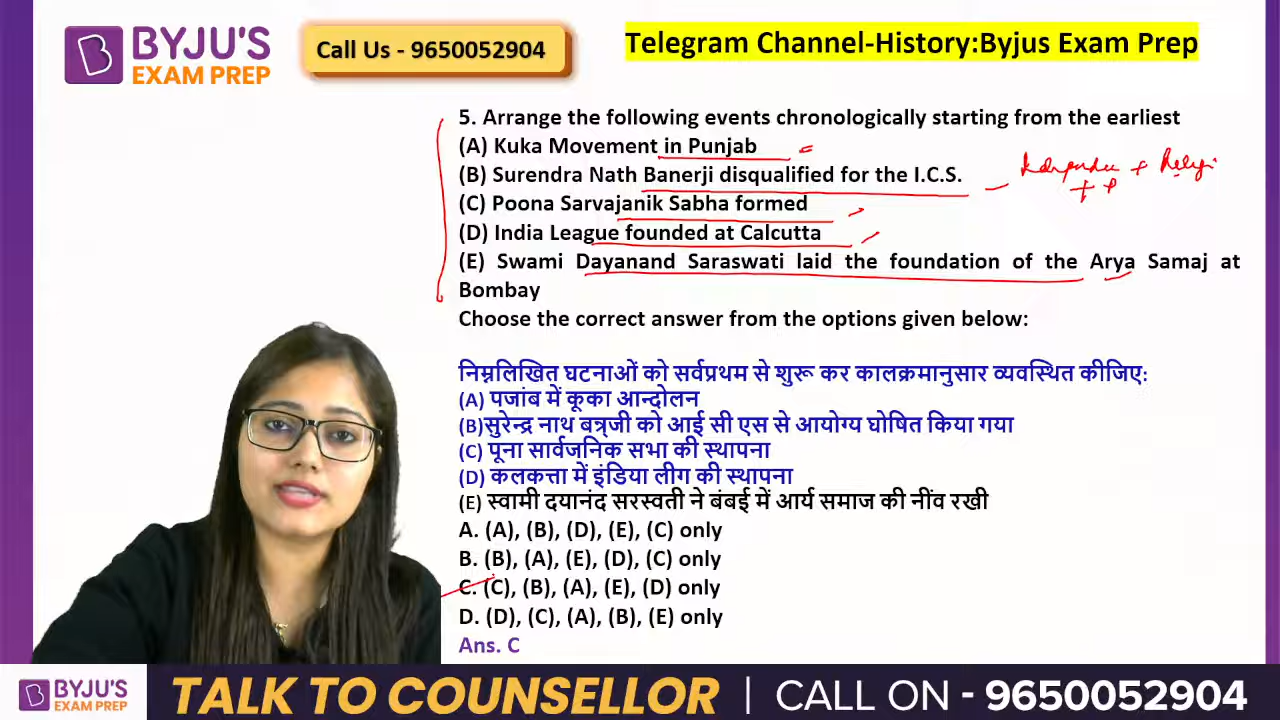 BYJU'S
EXAM PREP
Call Us - 9650052904
Telegram Channel-History:Byjus Exam Prep
5. Arrange the following events chronologically starting from the earliest
(A) Kuka Movement in Punjab
(B) Surendra Nath Banerji disqualified for the I.C.S.
(C) Poona Sarvajanik Sabha formed
(D) India League founded at Calcutta
(E) Swami Dayanand Saraswati laid the foundation of the Arya Samaj at
Bombay
Choose the correct answer from the options given below:
निम्नलिखित घटनाओं को सर्वप्रथम से शुरू कर कालक्रमानुसार व्यवस्थित कीजिए:
(A) पजांब में कूका आन्दोलन
(B)सुरेन्द्र नाथ बत्र्जी को आई सी एस से आयोग्य घोषित किया गया
(C) पूना सार्वजनिक सभा की स्थापना
(D) कलकत्ता में इंडिया लीग की स्थापना
(E) स्वामी दयानंद सरस्वती ने बंबई में आर्य समाज की नींव रखी
A. (A), (B), (D), (E), (C) only
B. (B), (A), (E), (D), (C) only
C. (C), (B), (A), (E), (D) only
D. (D), (C), (A), (B), (E) only
Ans. C
BYJU'S
EXAM PREP
TALK TO COUNSELLOR | CALL ON - 9650052904